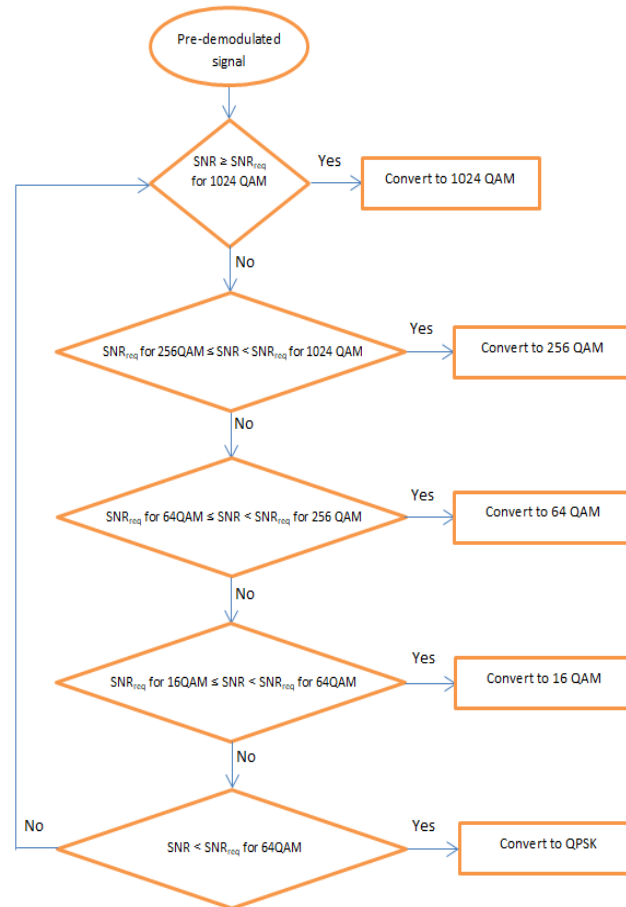 Pre-demodulated
signal
SNR ≥ SNRreq
for 1024 QAM
Yes
Convert to 1024 QAM
No
SNRreq for 256QAM ≤ SNR < SNRreq for 1024 QAM
Yes
Convert to 256 QAM
No
SNRreq for 64QAM ≤ SNR < SNRreq for 256 QAM
Yes
Convert to 64 QAM
No
SNRreq for 16QAM ≤ SNR < SNRreq for 64QAM
Yes
Convert to 16 QAM
No
No
SNR < SNRreq for 64QAM
Yes
Convert to QPSK